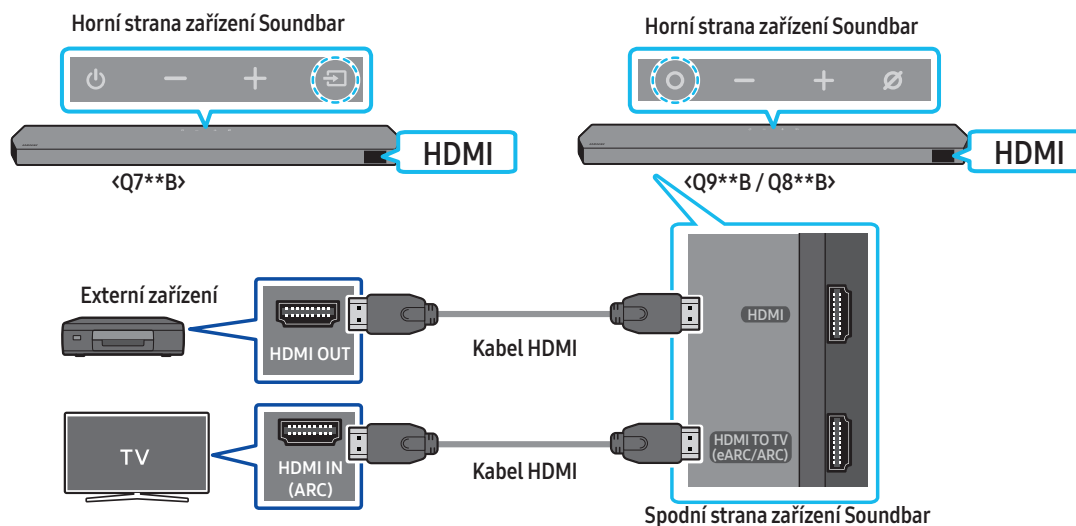 Horní strana zařízení Soundbar
Horní strana zařízení Soundbar
HDMI
HDMI
<Q7**B>
<Q9**B / Q8**B>
Externí zařízení
HDMI OUT
Kabel HDMI
HDMI
TV
HDMI IN
(ARC)
Kabel HDMI
HDMI TO TV
(eARC/ARC)
Spodní strana zařízení Soundbar